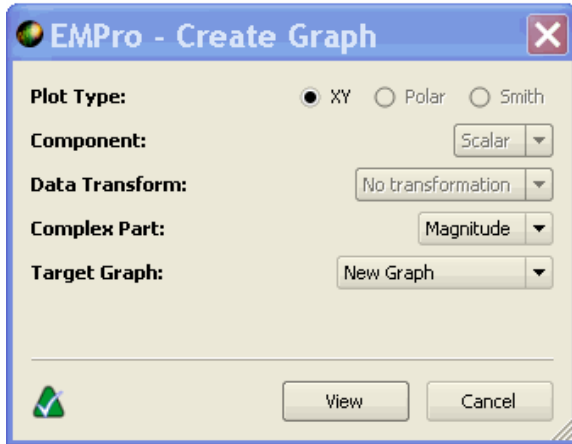 EMPro - Create Graph
Plot Type: XY Polar Smith
Component: Scalar
Data Transform: No transformation
Complex Part: Magnitude
Target Graph: New Graph
View Cancel